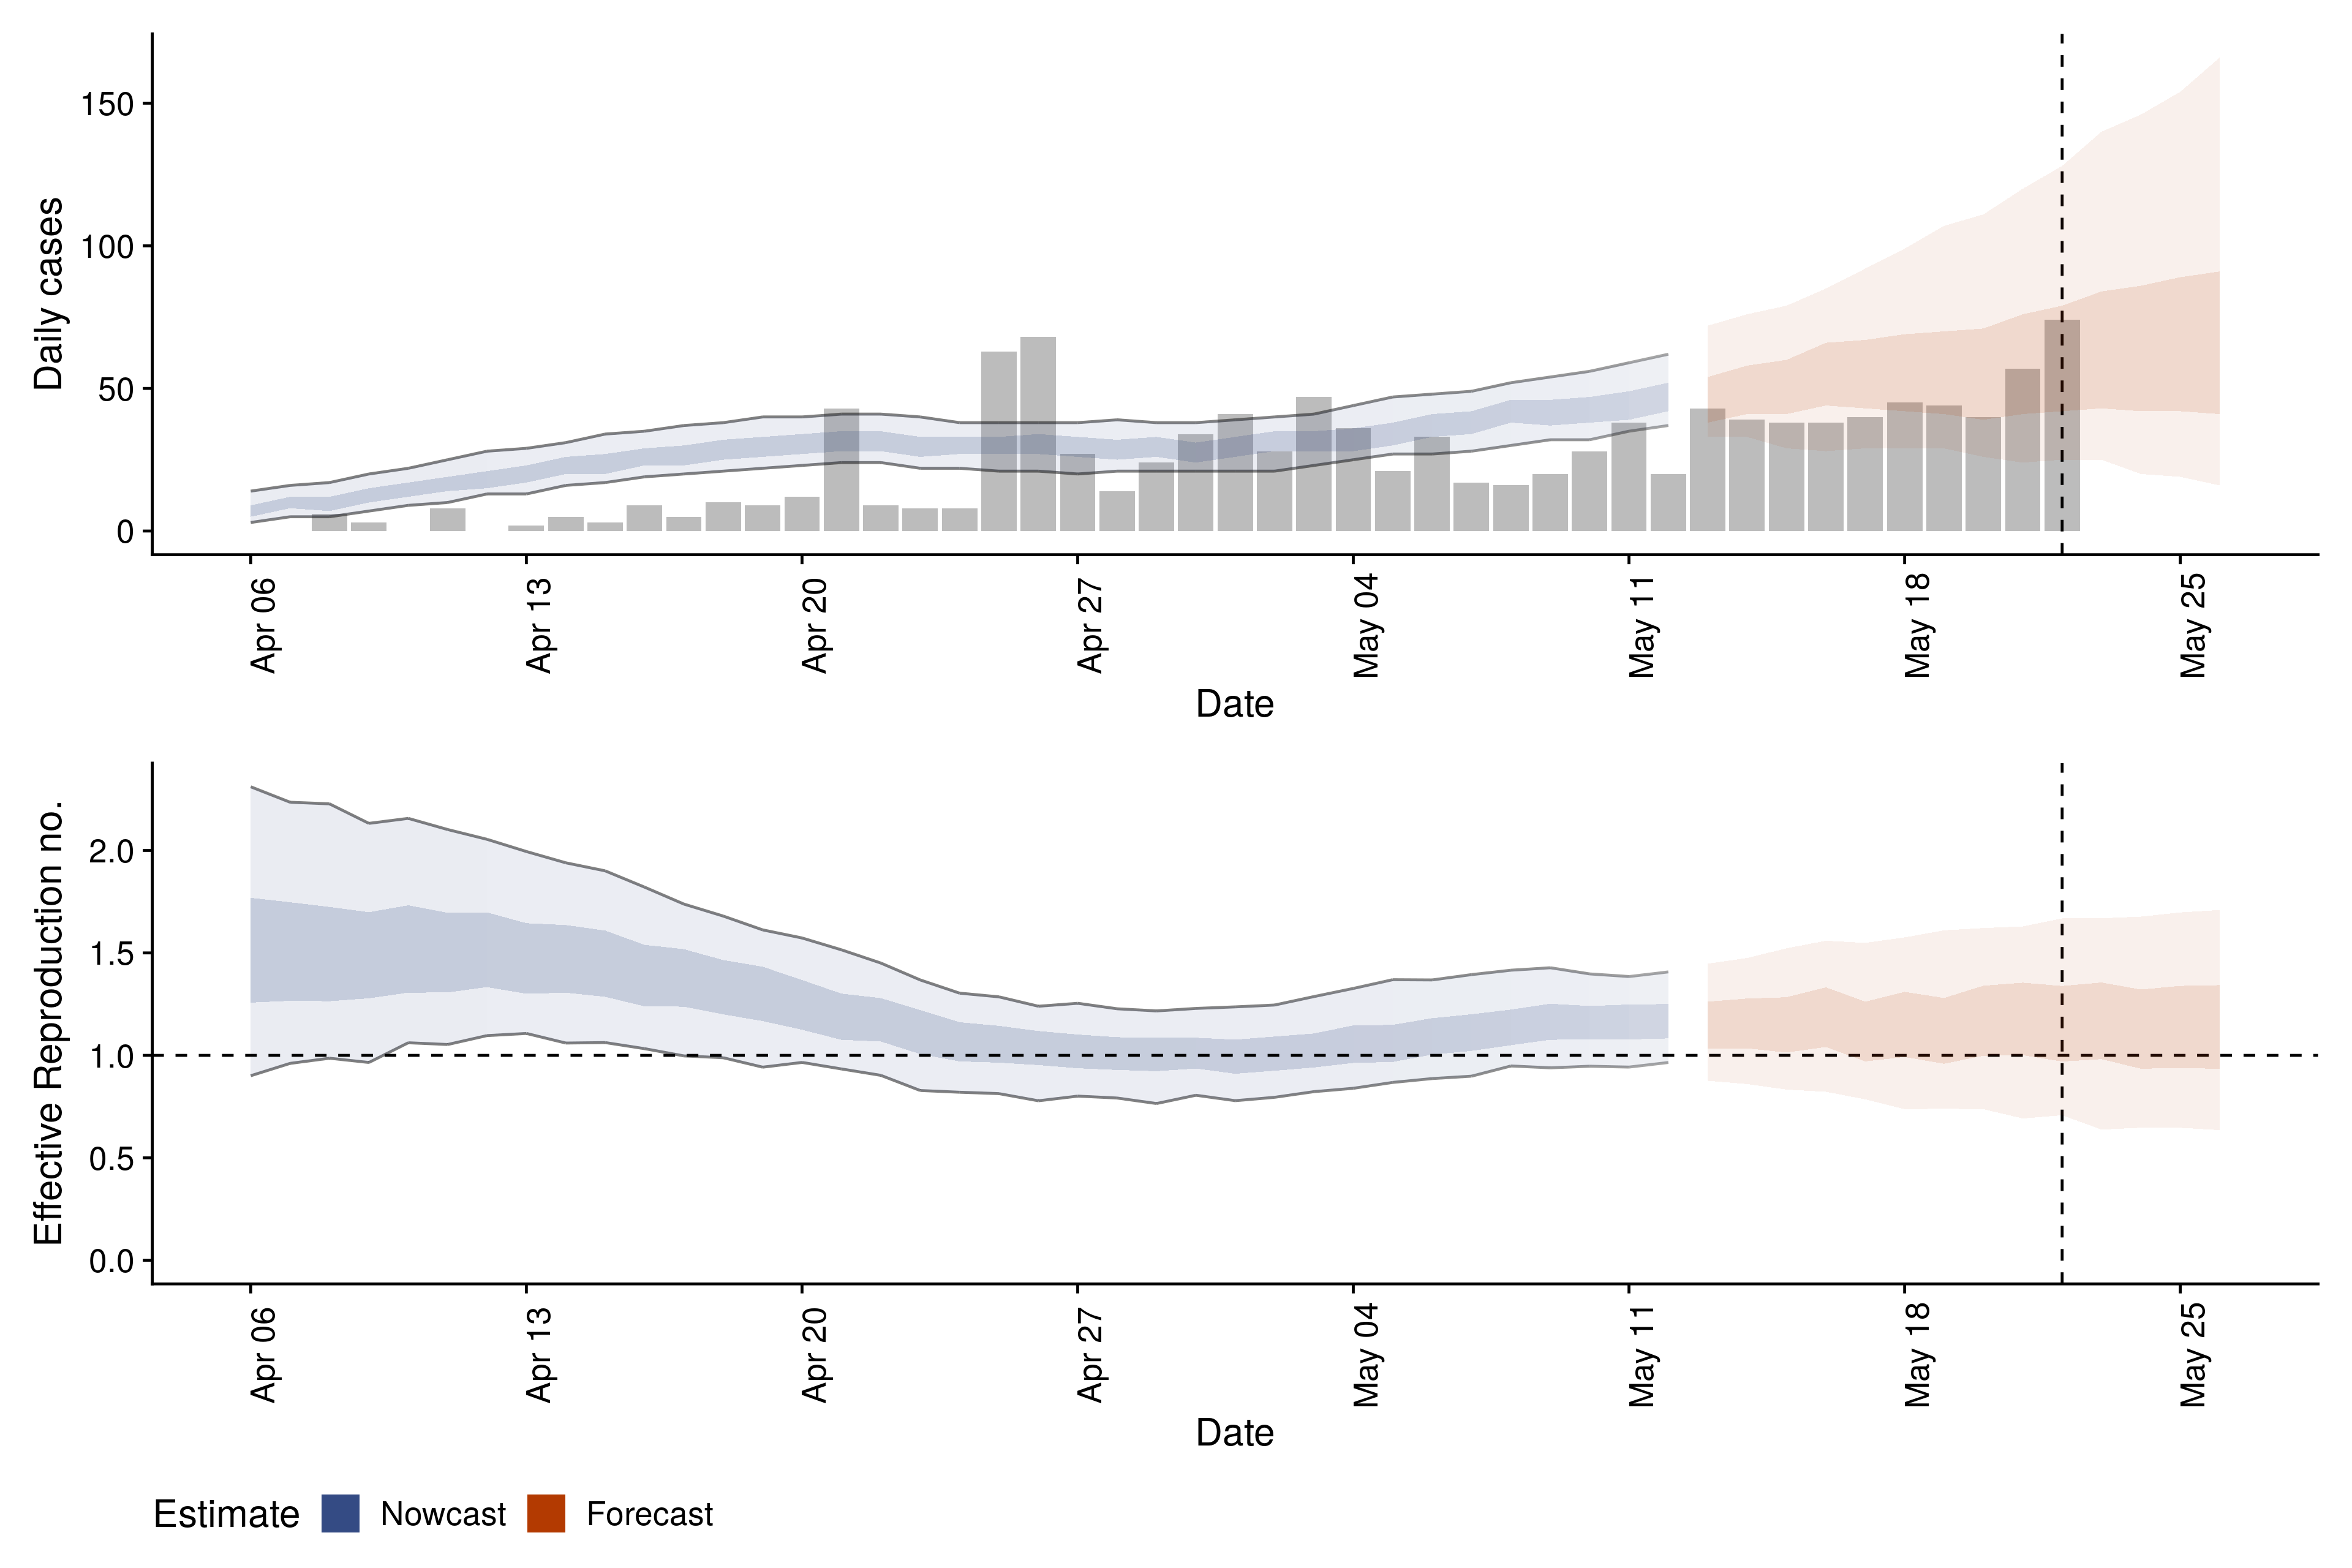 Daily cases
150
100
50
0
Apr 06
Apr 13
Apr 20
Apr 27
May 04
May 11
May 18
May 25
Date
Effective Reproduction no.
2.0
1.5
1.0
0.5
0.0
Apr 06
Apr 13
Apr 20
Apr 27
May 04
May 11
May 18
May 25
Date
Estimate Nowcast Forecast